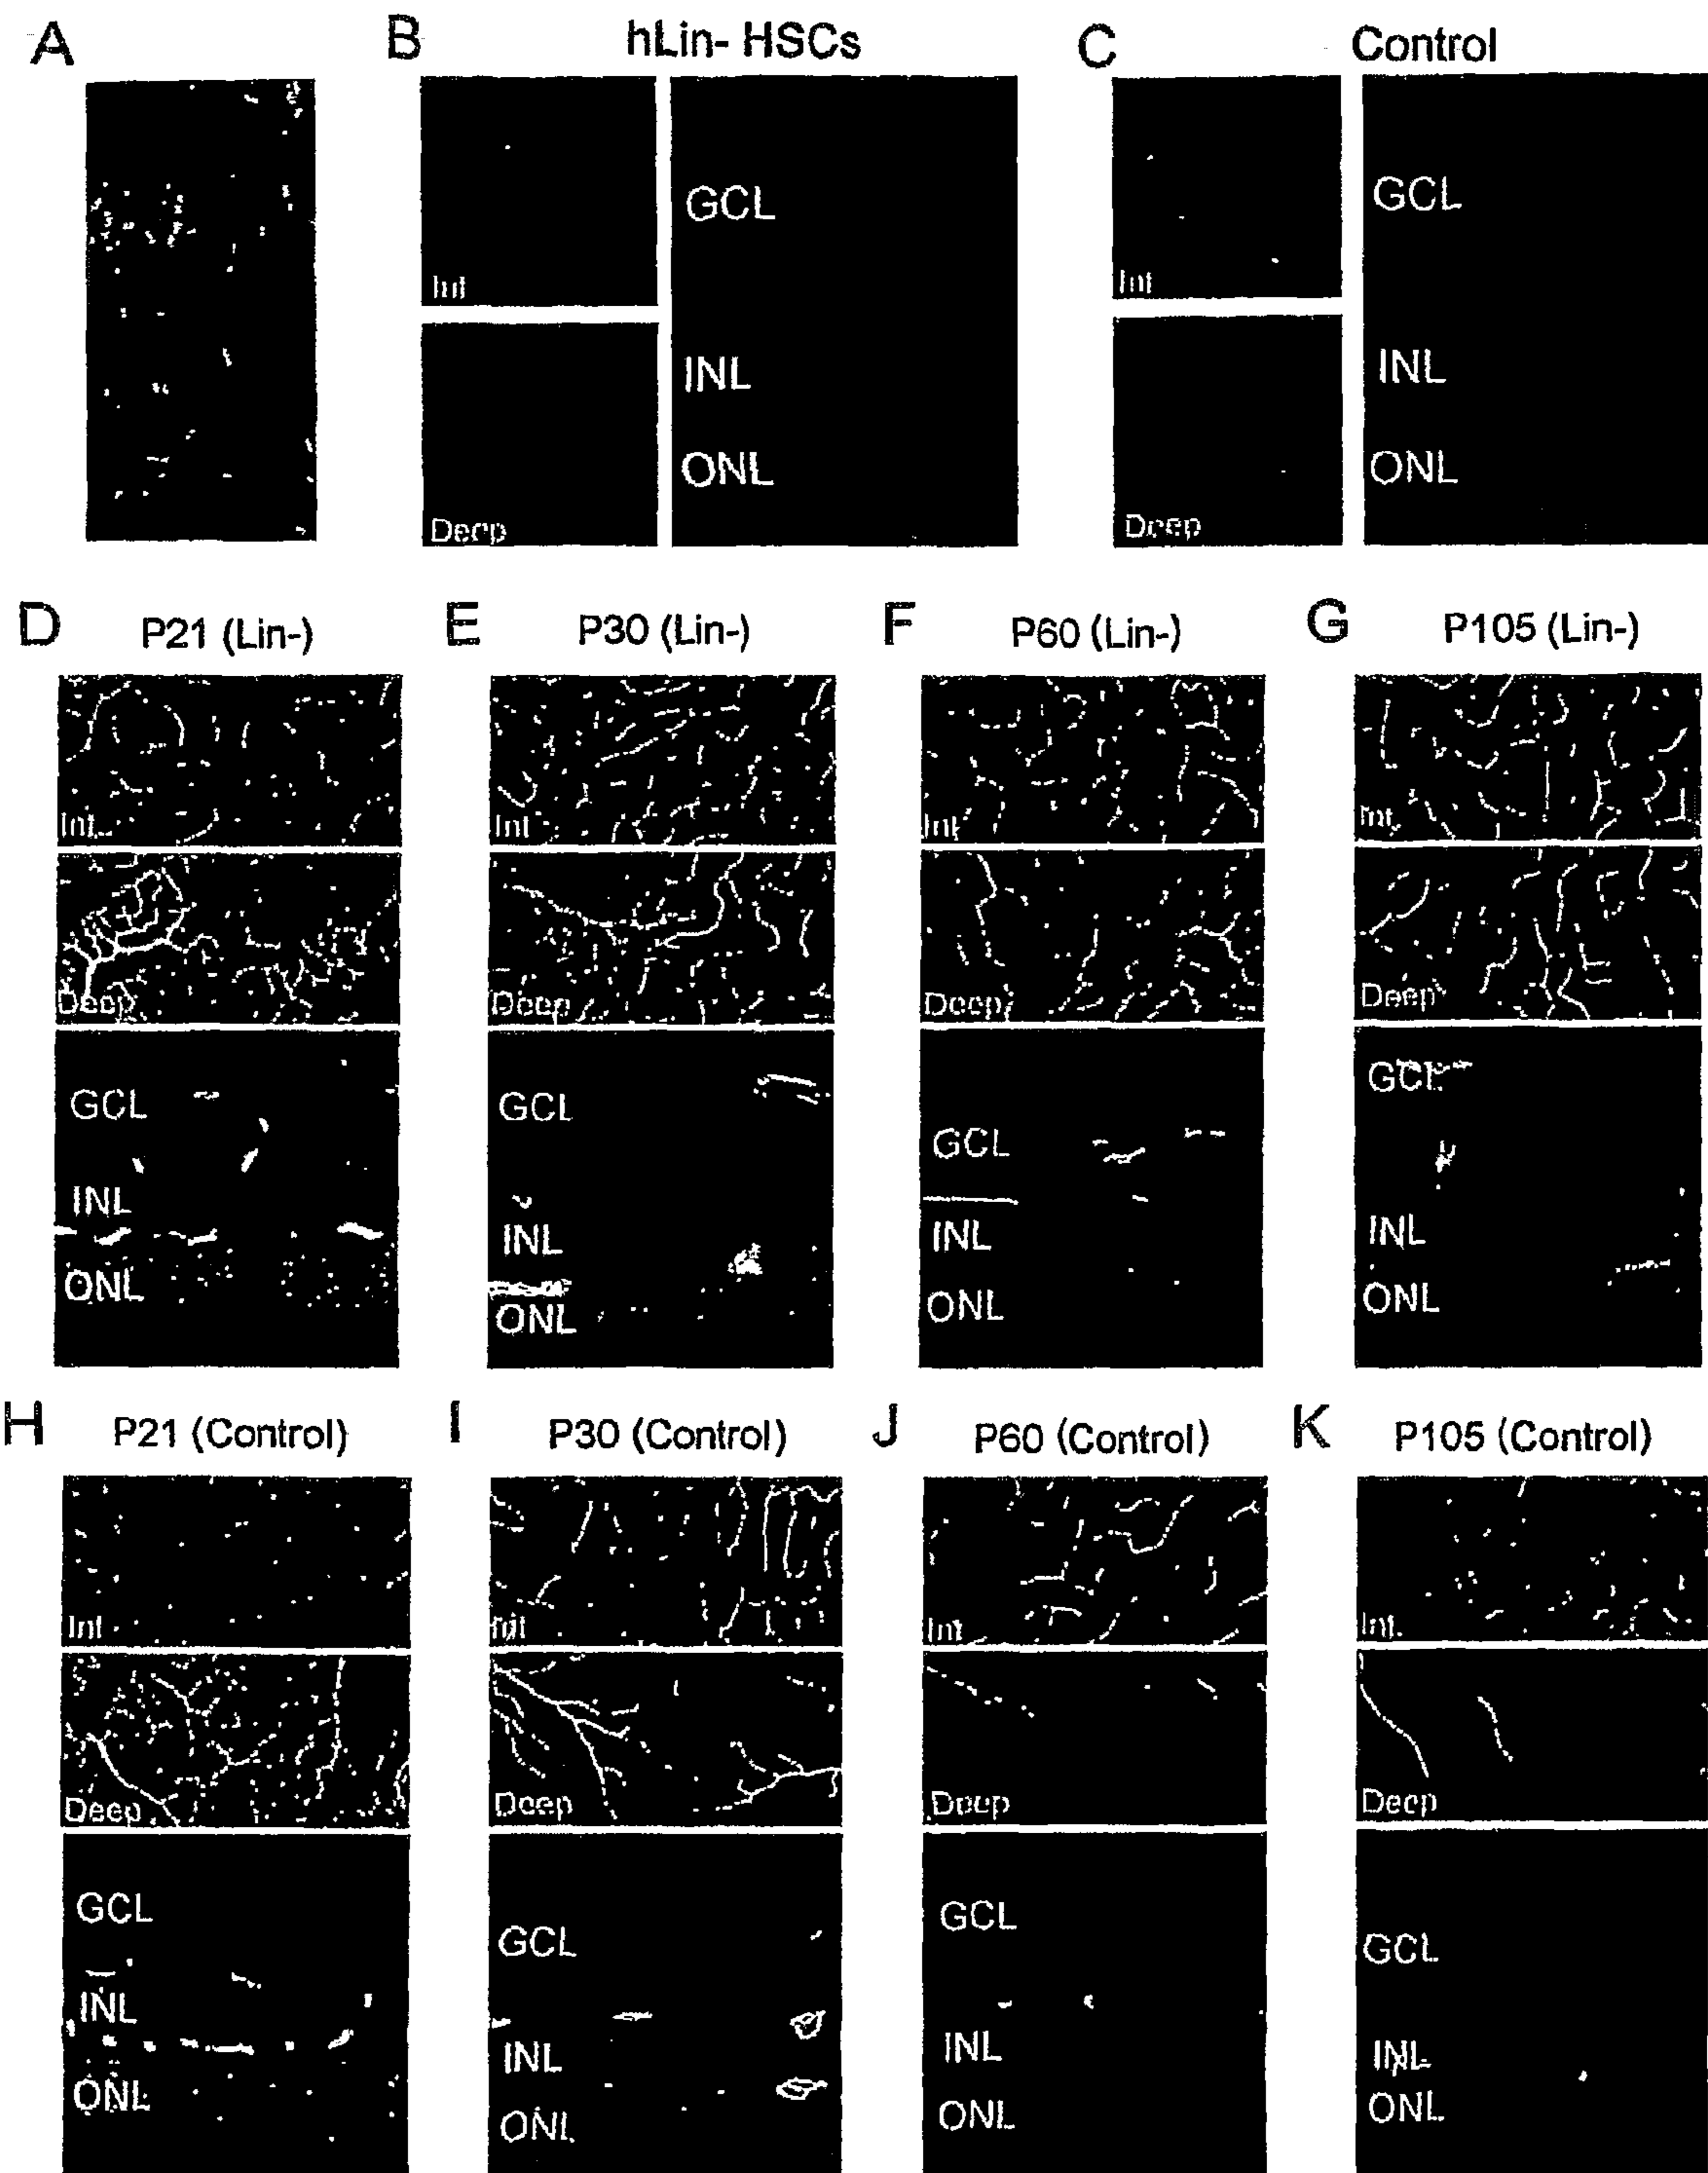 A
B
hLin- HSCs
C
Control
Int
Deep
GCL
INL
ONL
Int
Deep
GCL
INL
ONL
D
P21 (Lin-)
E
P30 (Lin-)
F
P60 (Lin-)
G
P105 (Lin-)
Int
Int
Int
Int
Deep
Deep
Deep
Deep
GCL
INL
ONL
GCL
INL
ONL
GCL
INL
ONL
GCL
INL
ONL
H
P21 (Control)
I
P30 (Control)
J
P60 (Control)
K
P105 (Control)
Int
Int
Int
Int
Deep
Deep
Deep
Deep
GCL
INL
ONL
GCL
INL
ONL
GCL
INL
ONL
GCL
INL
ONL